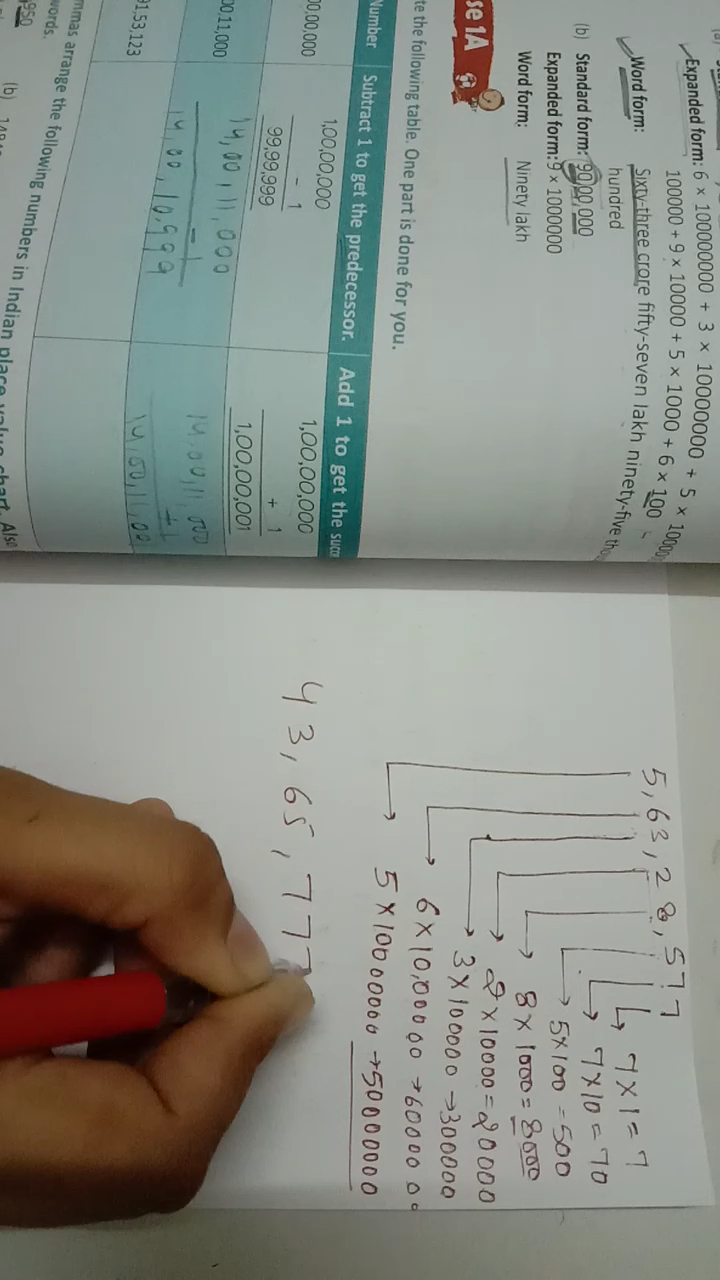 Expanded form: 6 × 100000000 + 3 × 10000000 + 5 ×
100000 + 9 × 10000 + 5 × 1000 + 6 × 100
Word form: Sixty-three crore fifty-seven lakh ninety-five
hundred
(b) Standard form: 90,00,000
Expanded form: 9 × 1000000
Word form: Ninety lakh
se 1A
te the following table. One part is done for you.
Number Subtract 1 to get the predecessor. Add 1 to get the
00,00,000 1,00,00,000 1,00,00,000
- 1 + 1
99,99,999 1,00,00,001
00,11,000 14,00,11,000 14,00,11,000
- 1 + 1
14,00,10,999 14,00,11,001
91,53,123
mmas arrange the following numbers in Indian place value chart. Also
words.
950 (b)
5,63,28,577
7×1=7
7×10=70
5×100=500
8×1000=8000
2×10000=20000
3×100000→300000
6×10,00000→6000000
5×10000000→50000000
43,65,777